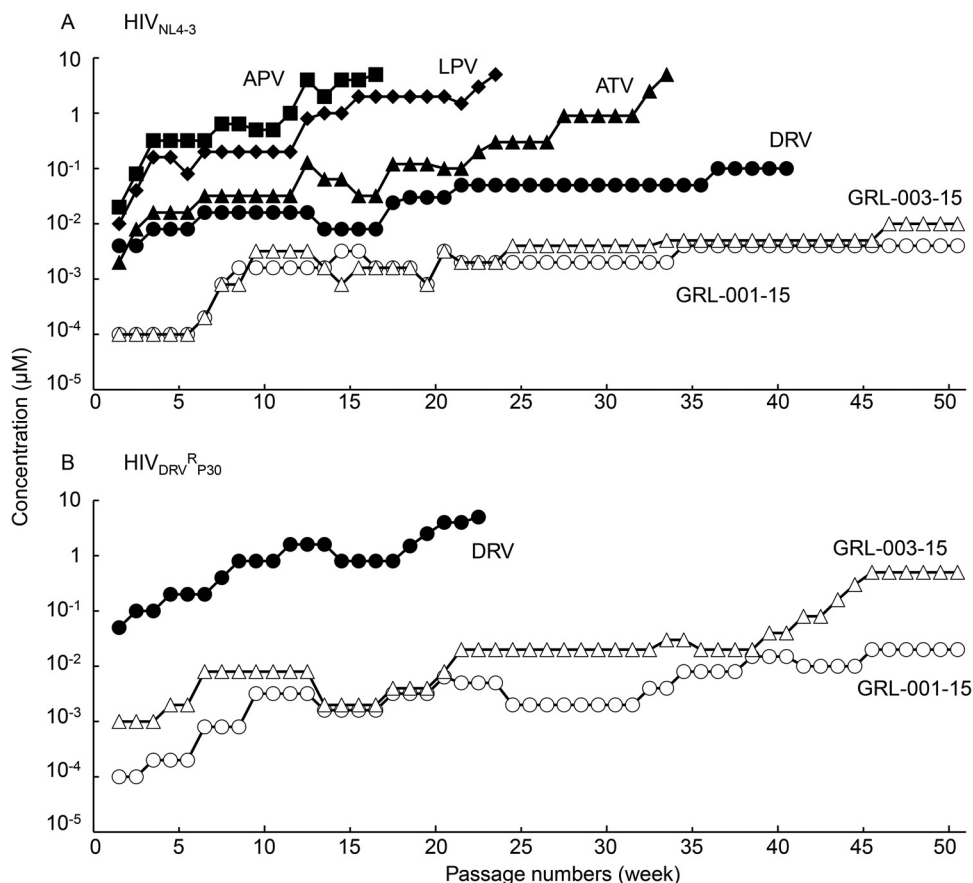 A HIV_NL4-3
10
1
10^-1
10^-2
10^-3
10^-4
10^-5
APV
LPV
ATV
DRV
GRL-003-15
GRL-001-15
0 5 10 15 20 25 30 35 40 45 50
Concentration (µM)
B HIV_DRV^R_P30
10
1
10^-1
10^-2
10^-3
10^-4
10^-5
DRV
GRL-003-15
GRL-001-15
0 5 10 15 20 25 30 35 40 45 50
Passage numbers (week)